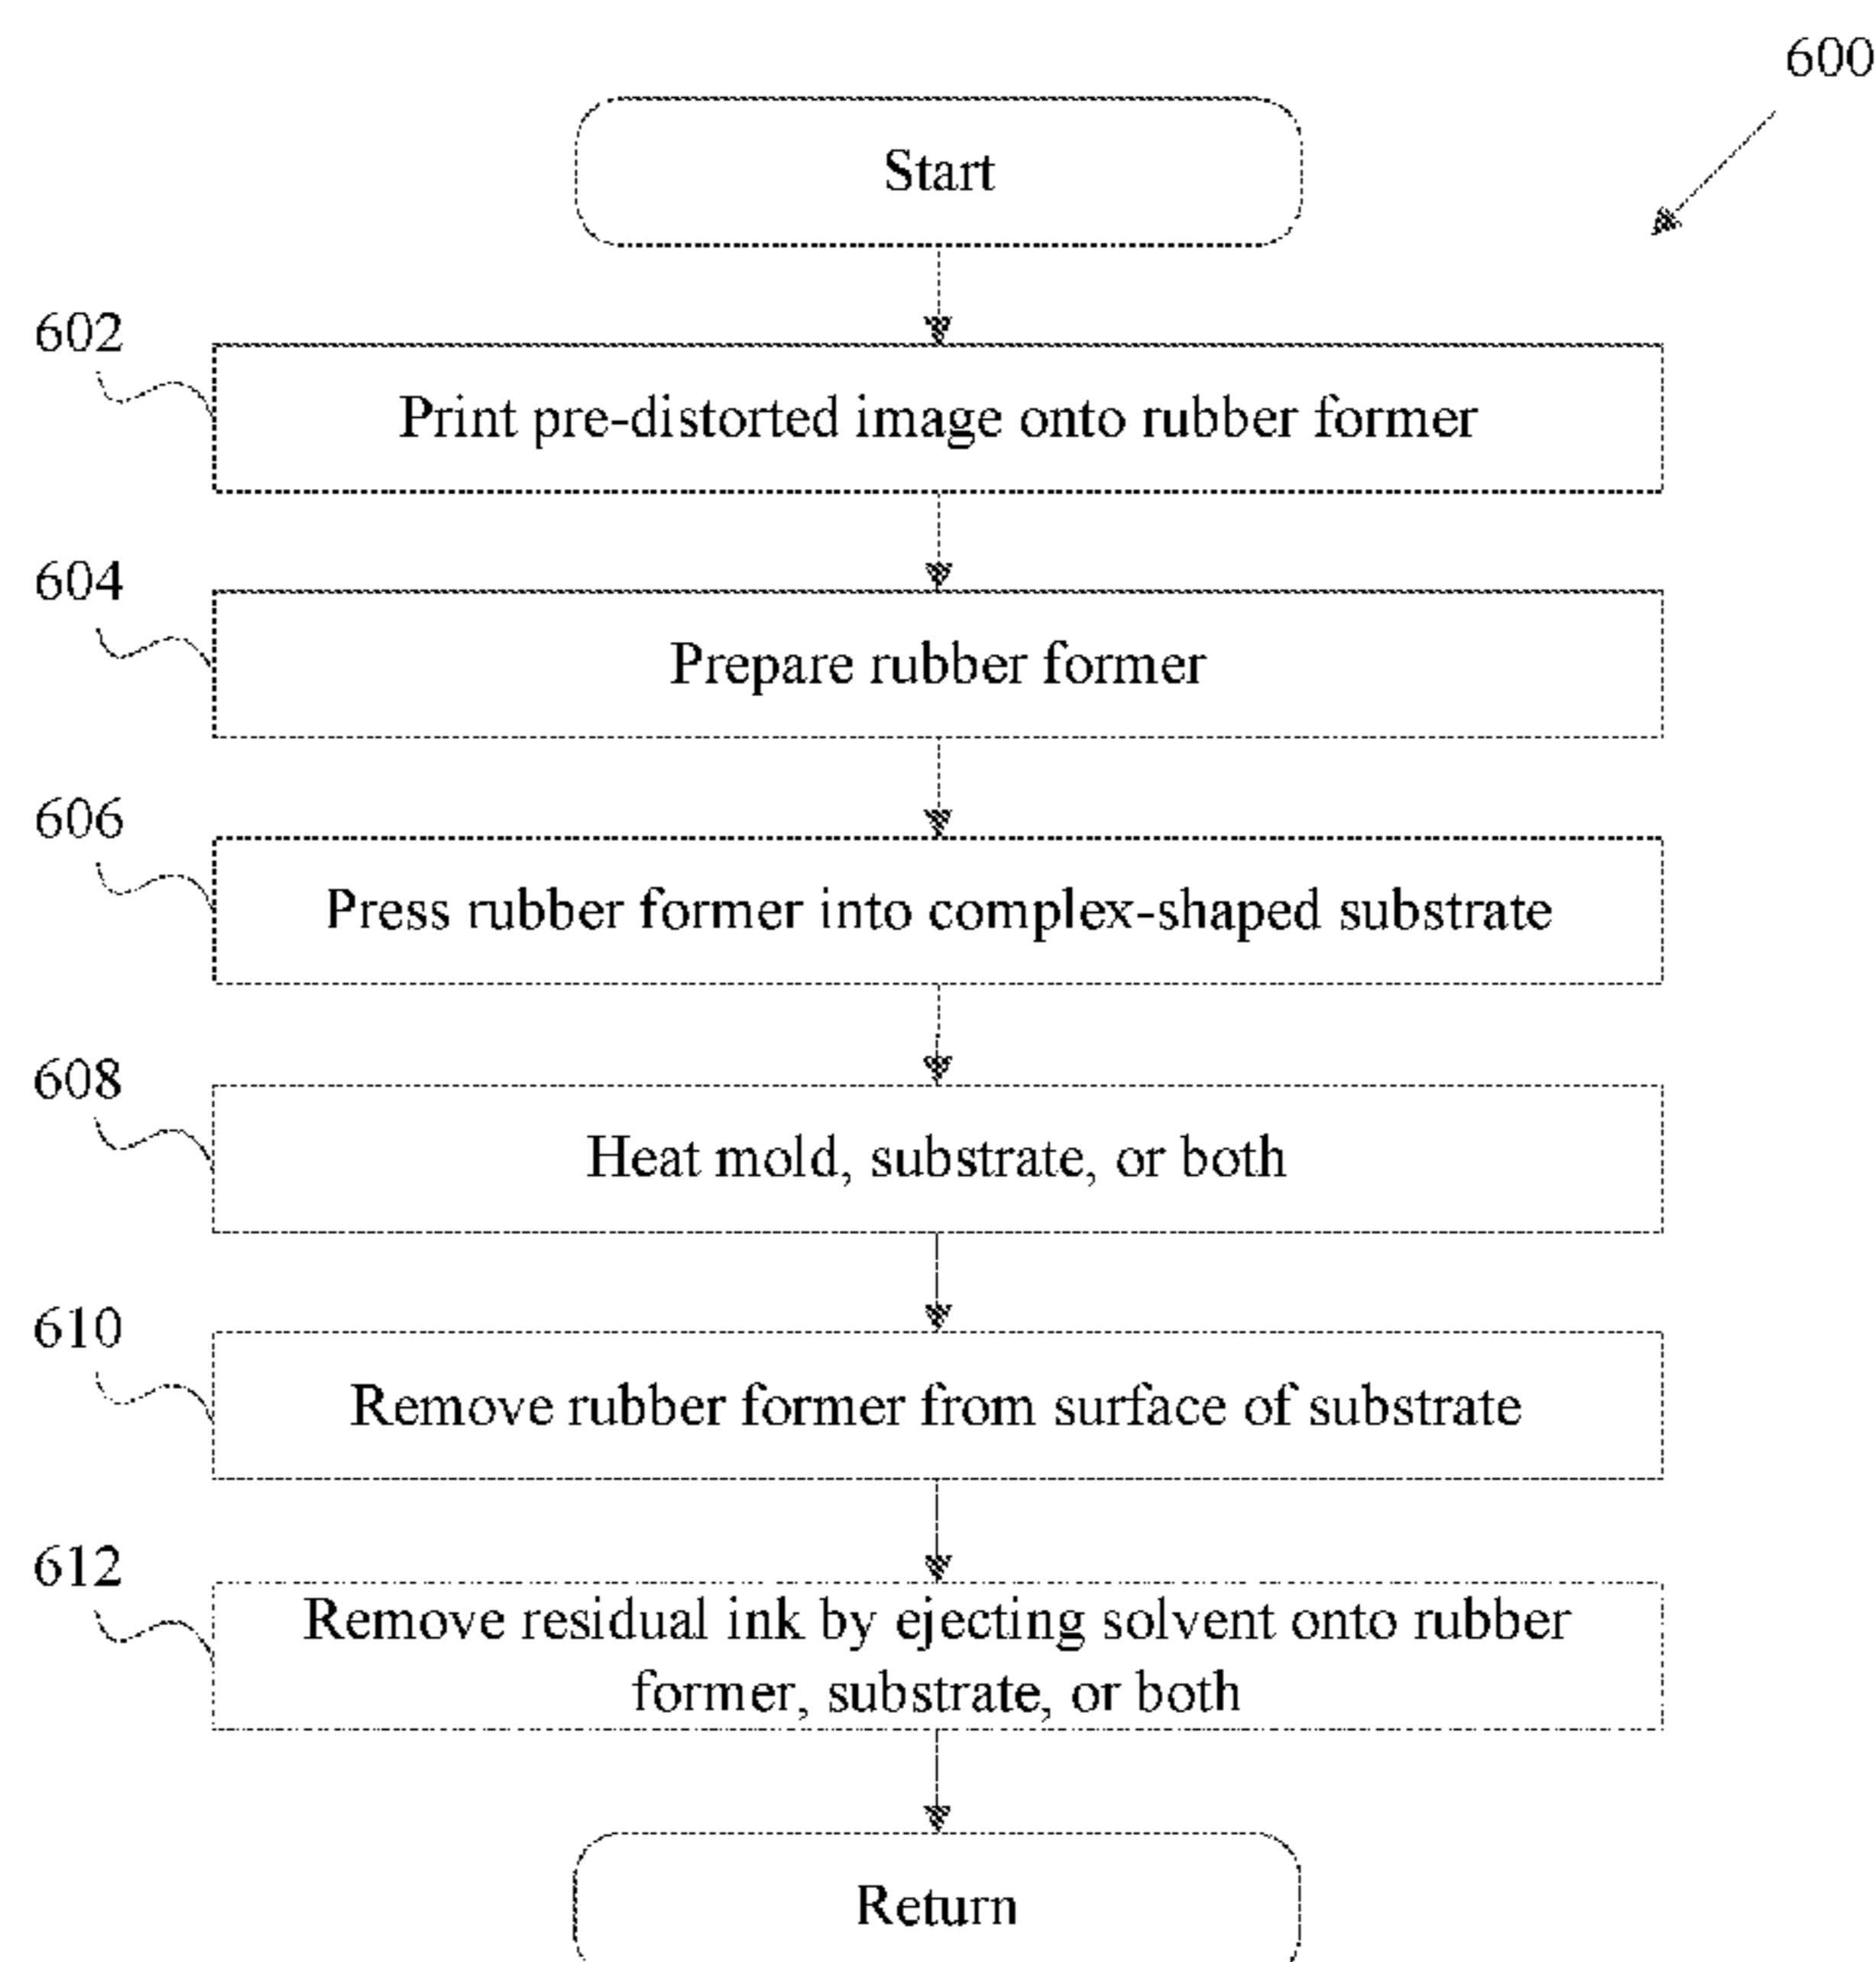 600
Start
602
Print pre-distorted image onto rubber former
604
Prepare rubber former
606
Press rubber former into complex-shaped substrate
608
Heat mold, substrate, or both
610
Remove rubber former from surface of substrate
612
Remove residual ink by ejecting solvent onto rubber
former, substrate, or both
Return